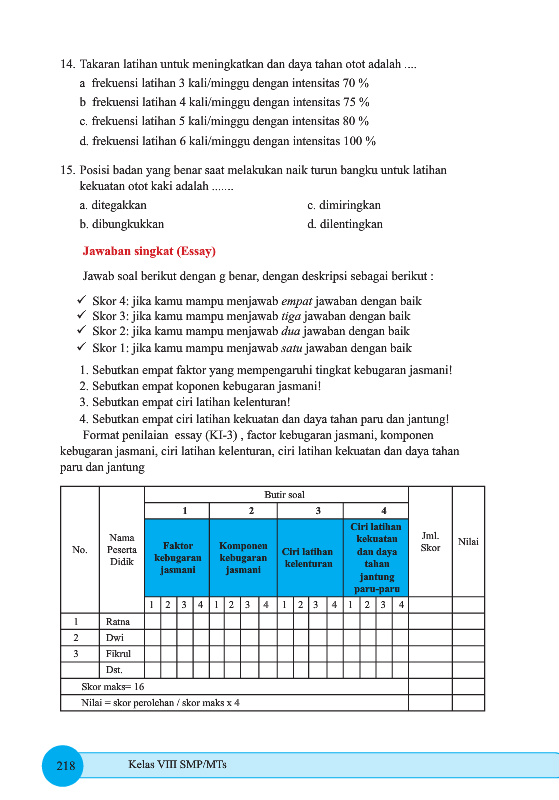 14. Takaran latihan untuk meningkatkan dan daya tahan otot adalah ....
a frekuensi latihan 3 kali/minggu dengan intensitas 70 %
b frekuensi latihan 4 kali/minggu dengan intensitas 75 %
c. frekuensi latihan 5 kali/minggu dengan intensitas 80 %
d. frekuensi latihan 6 kali/minggu dengan intensitas 100 %
15. Posisi badan yang benar saat melakukan naik turun bangku untuk latihan
kekuatan otot kaki adalah .......
a. ditegakkan c. dimiringkan
b. dibungkukkan d. dilentingkan
Jawaban singkat (Essay)
Jawab soal berikut dengan g benar, dengan deskripsi sebagai berikut :
✓ Skor 4: jika kamu mampu menjawab empat jawaban dengan baik
✓ Skor 3: jika kamu mampu menjawab tiga jawaban dengan baik
✓ Skor 2: jika kamu mampu menjawab dua jawaban dengan baik
✓ Skor 1: jika kamu mampu menjawab satu jawaban dengan baik
1. Sebutkan empat faktor yang mempengaruhi tingkat kebugaran jasmani!
2. Sebutkan empat koponen kebugaran jasmani!
3. Sebutkan empat ciri latihan kelenturan!
4. Sebutkan empat ciri latihan kekuatan dan daya tahan paru dan jantung!
Format penilaian essay (KI-3) , factor kebugaran jasmani, komponen
kebugaran jasmani, ciri latihan kelenturan, ciri latihan kekuatan dan daya tahan
paru dan jantung
No.
Nama
Peserta
Didik
Butir soal
1 2 3 4
Faktor
kebugaran
jasmani
Komponen
kebugaran
jasmani
Ciri latihan
kelenturan
Ciri latihan
kekuatan
dan daya
tahan
jantung
paru-paru
Jml.
Skor
Nilai
1 2 3 4 1 2 3 4 1 2 3 4 1 2 3 4
1 Ratna
2 Dwi
3 Fikrul
Dst.
Skor maks= 16
Nilai = skor perolehan / skor maks x 4
218 Kelas VIII SMP/MTs